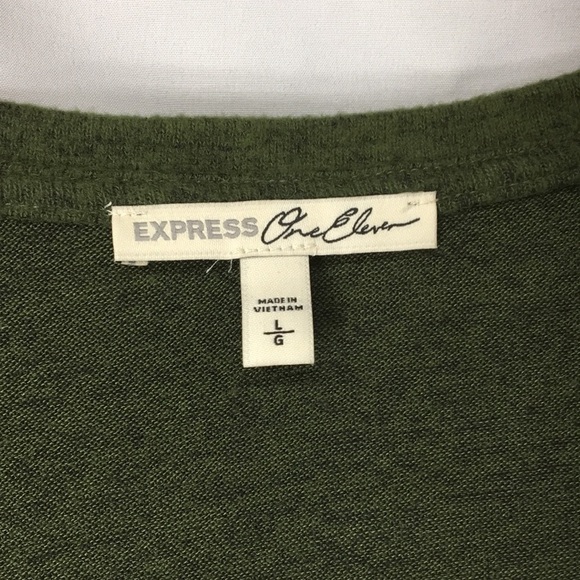 EXPRESS One Eleven
MADE IN
VIETNAM
L
G